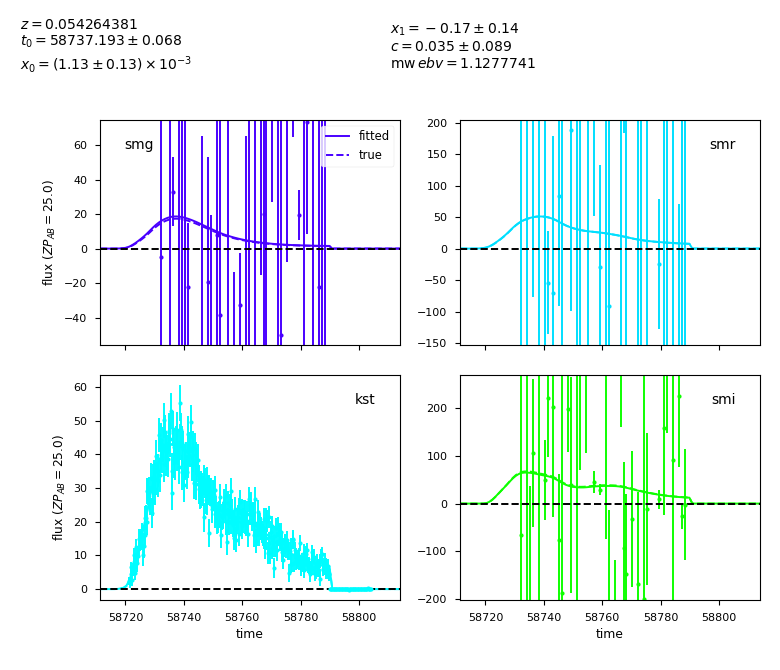 z = 0.054264381
t₀ = 58737.193 ± 0.068
x₀ = (1.13 ± 0.13) × 10⁻³
x₁ = −0.17 ± 0.14
c = 0.035 ± 0.089
mw ebv = 1.1277741
smg
fitted
true
60
40
20
0
−20
−40
flux (ZP_AB = 25.0)
smr
200
150
100
50
0
−50
−100
−150
kst
60
50
40
30
20
10
0
flux (ZP_AB = 25.0)
58720
58740
58760
58780
58800
time
smi
200
100
0
−100
−200
58720
58740
58760
58780
58800
time